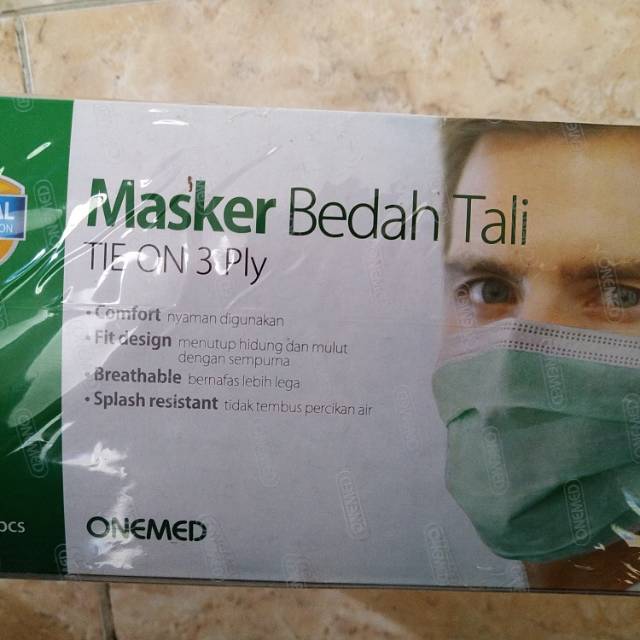 Masker Bedah Tali
TIE ON 3 Ply
• Comfort nyaman digunakan
• Fit design menutup hidung dan mulut
dengan sempurna
• Breathable bernafas lebih lega
• Splash resistant tidak tembus percikan air
pcs
ONEMED